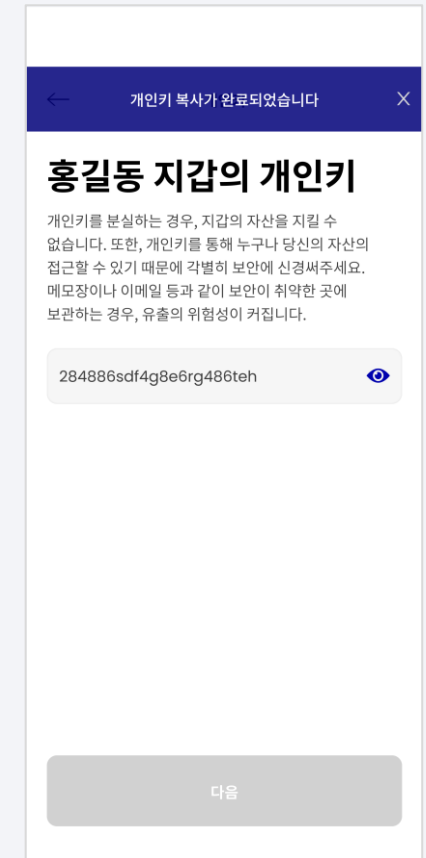 개인키 복사가 완료되었습니다
홍길동 지갑의 개인키
개인키를 분실하는 경우, 지갑의 자산을 지킬 수
없습니다. 또한, 개인키를 통해 누구나 당신의 자산의
접근할 수 있기 때문에 각별히 보안에 신경써주세요.
메모장이나 이메일 등과 같이 보안이 취약한 곳에
보관하는 경우, 유출의 위험성이 커집니다.
284886sdf4g8e6rg486teh
다음